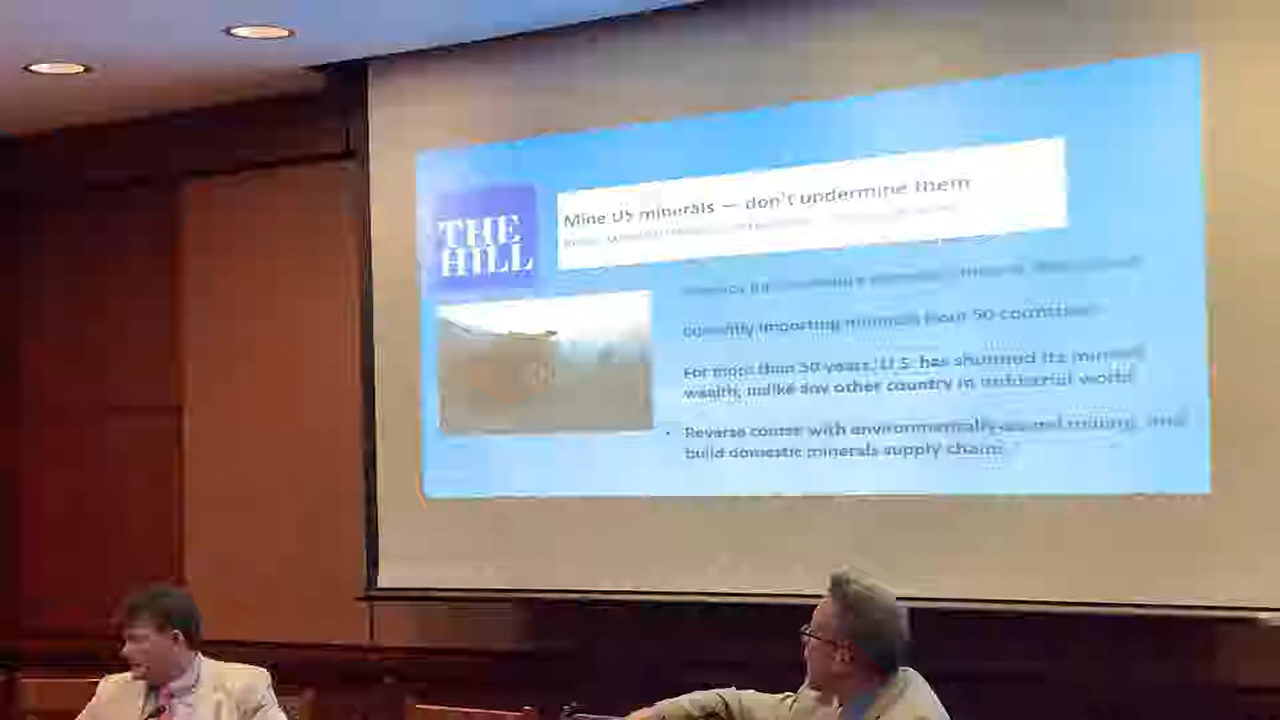 THE
HILL
Mine US minerals — don't undermine them
currently importing minerals from 50 countries
For more than 50 years, U.S. has shunned its mineral
wealth, unlike any other country in industrial world
• Reverse course with environmentally and
build domestic minerals supply chains